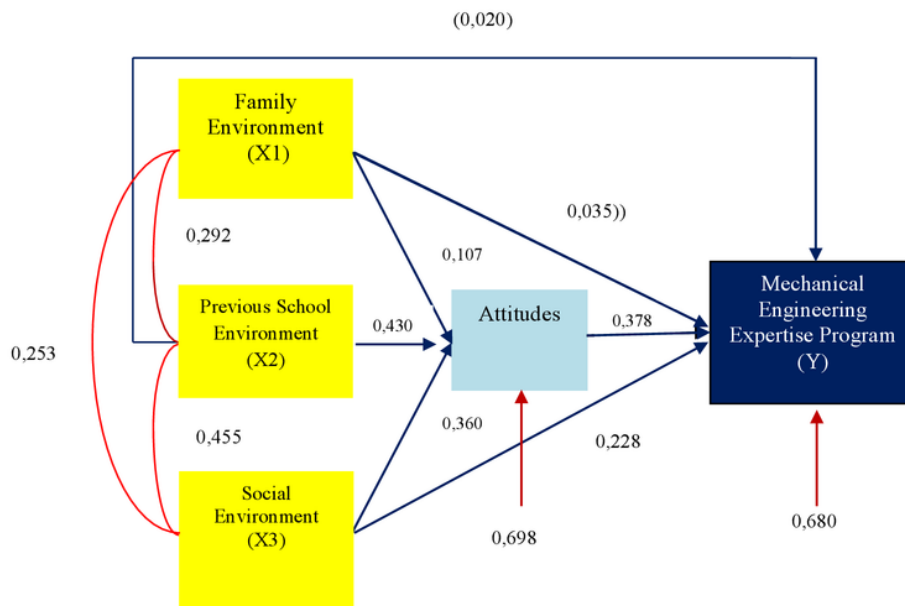 (0,020)
Family
Environment
(X1)
0,035))
0,292
0,107
Previous School
Environment
(X2)
0,430
Attitudes
0,378
Mechanical
Engineering
Expertise Program
(Y)
0,253
0,455
0,360
0,228
Social
Environment
(X3)
0,698
0,680